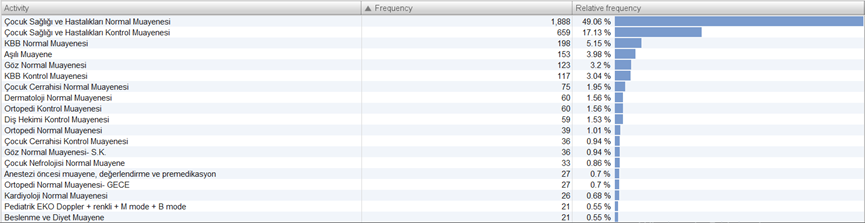 Activity ▲ Frequency Relative frequency
Çocuk Sağlığı ve Hastalıkları Normal Muayenesi 1,888 49.06 %
Çocuk Sağlığı ve Hastalıkları Kontrol Muayenesi 659 17.13 %
KBB Normal Muayenesi 198 5.15 %
Aşılı Muayene 153 3.98 %
Göz Normal Muayenesi 123 3.2 %
KBB Kontrol Muayenesi 117 3.04 %
Çocuk Cerrahisi Normal Muayenesi 75 1.95 %
Dermatoloji Normal Muayenesi 60 1.56 %
Ortopedi Kontrol Muayenesi 60 1.56 %
Diş Hekimi Kontrol Muayenesi 59 1.53 %
Ortopedi Normal Muayenesi 39 1.01 %
Çocuk Cerrahisi Kontrol Muayenesi 36 0.94 %
Göz Normal Muayenesi- S.K. 36 0.94 %
Çocuk Nefrolojisi Normal Muayene 33 0.86 %
Anestezi öncesi muayene, değerlendirme ve premedikasyon 27 0.7 %
Ortopedi Normal Muayenesi- GECE 27 0.7 %
Kardiyoloji Normal Muayenesi 26 0.68 %
Pediatrik EKO Doppler + renkli + M mode + B mode 21 0.55 %
Beslenme ve Diyet Muayene 21 0.55 %